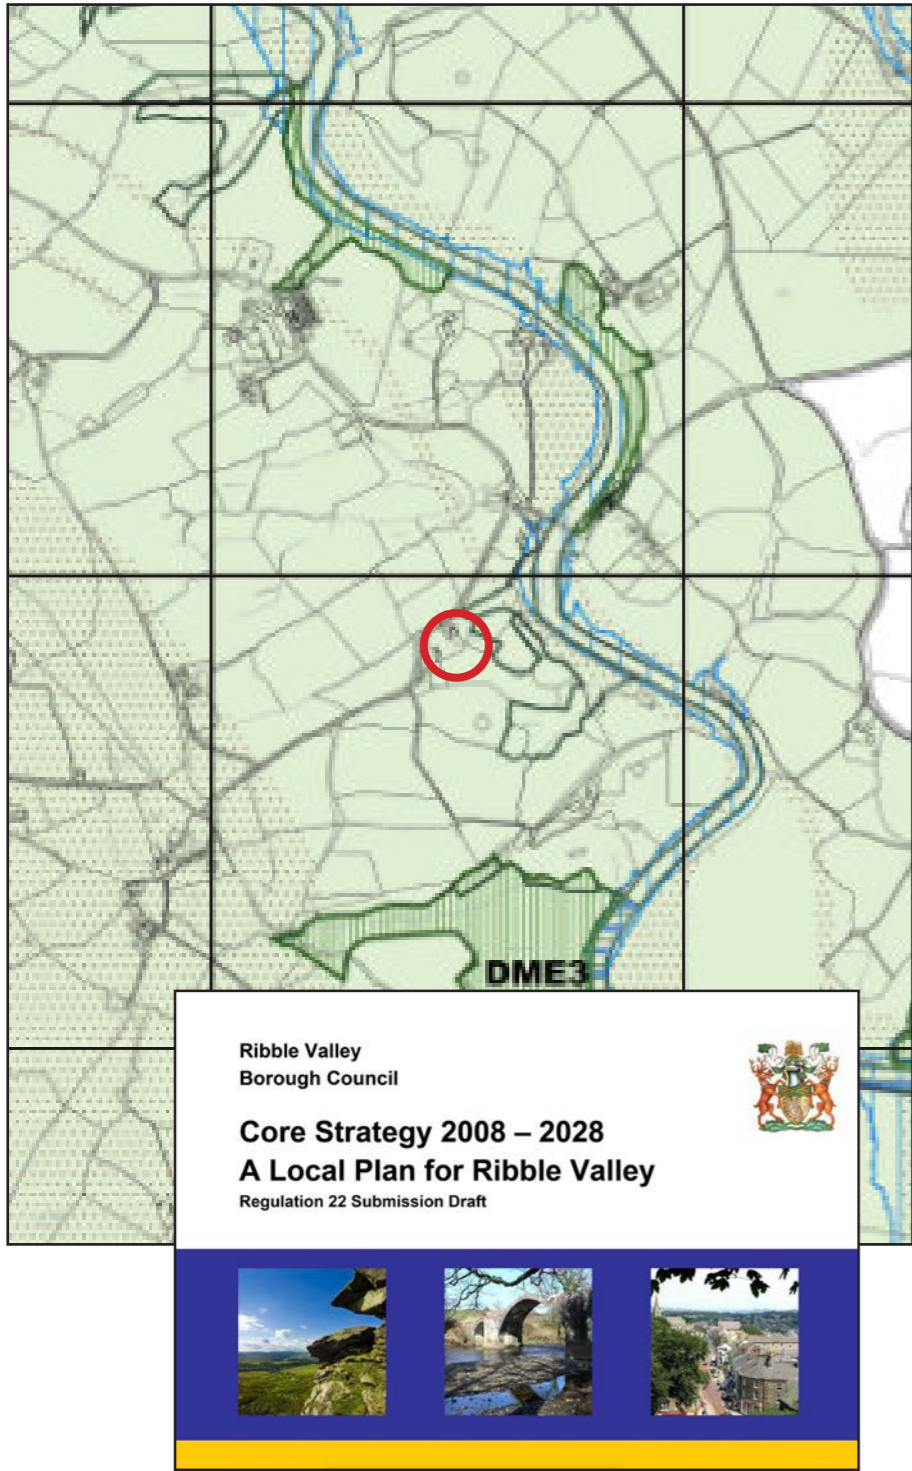 DME3
Ribble Valley
Borough Council
Core Strategy 2008 – 2028
A Local Plan for Ribble Valley
Regulation 22 Submission Draft